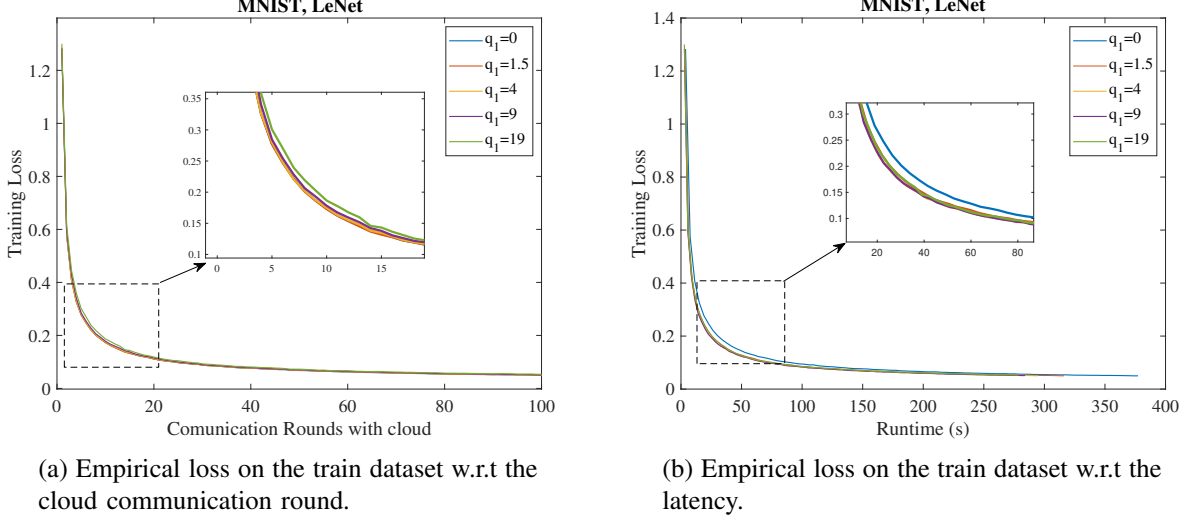 MNIST, LeNet
1.2
1
0.8
0.6
0.4
0.2
0
Training Loss
q1=0
q1=1.5
q1=4
q1=9
q1=19
0.35
0.3
0.25
0.2
0.15
0.1
0 5 10 15
0 20 40 60 80 100
Comunication Rounds with cloud
(a) Empirical loss on the train dataset w.r.t the
cloud communication round.
MNIST, LeNet
1.4
1.2
1
0.8
0.6
0.4
0.2
0
Training Loss
q1=0
q1=1.5
q1=4
q1=9
q1=19
0.3
0.25
0.2
0.15
0.1
20 40 60 80
0 50 100 150 200 250 300 350 400
Runtime (s)
(b) Empirical loss on the train dataset w.r.t the
latency.